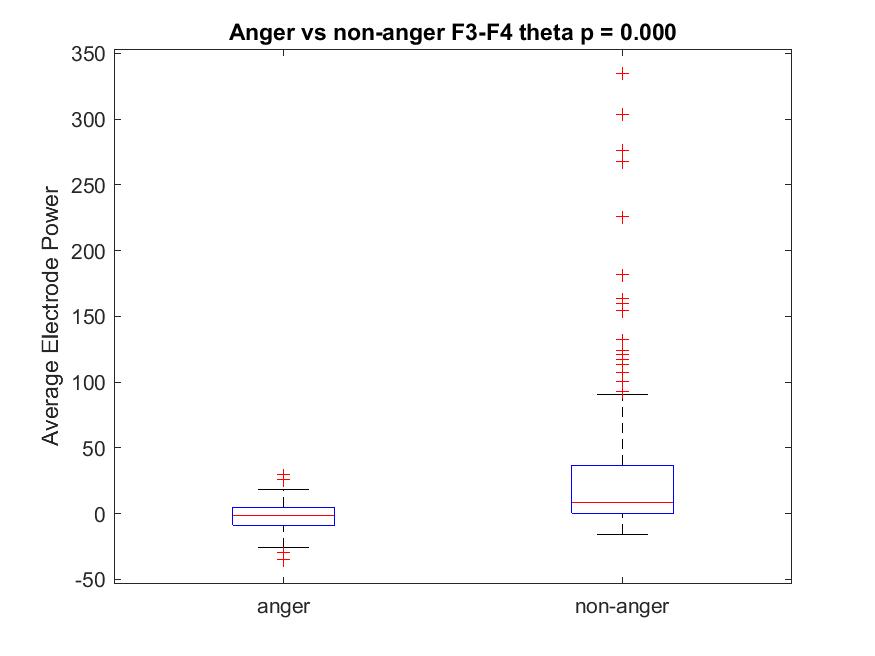 Anger vs non-anger F3-F4 theta p = 0.000
350
300
250
200
150
100
50
0
-50
Average Electrode Power
anger
non-anger